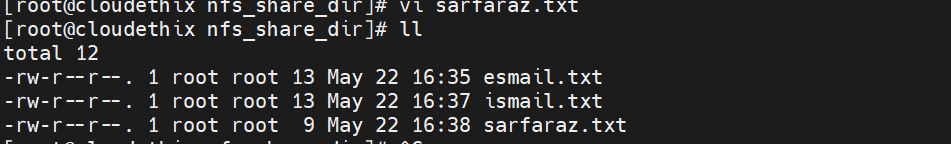 [root@cloudethix nfs_share_dir]# vi sarfaraz.txt
[root@cloudethix nfs_share_dir]# ll
total 12
-rw-r--r--. 1 root root 13 May 22 16:35 esmail.txt
-rw-r--r--. 1 root root 13 May 22 16:37 ismail.txt
-rw-r--r--. 1 root root  9 May 22 16:38 sarfaraz.txt